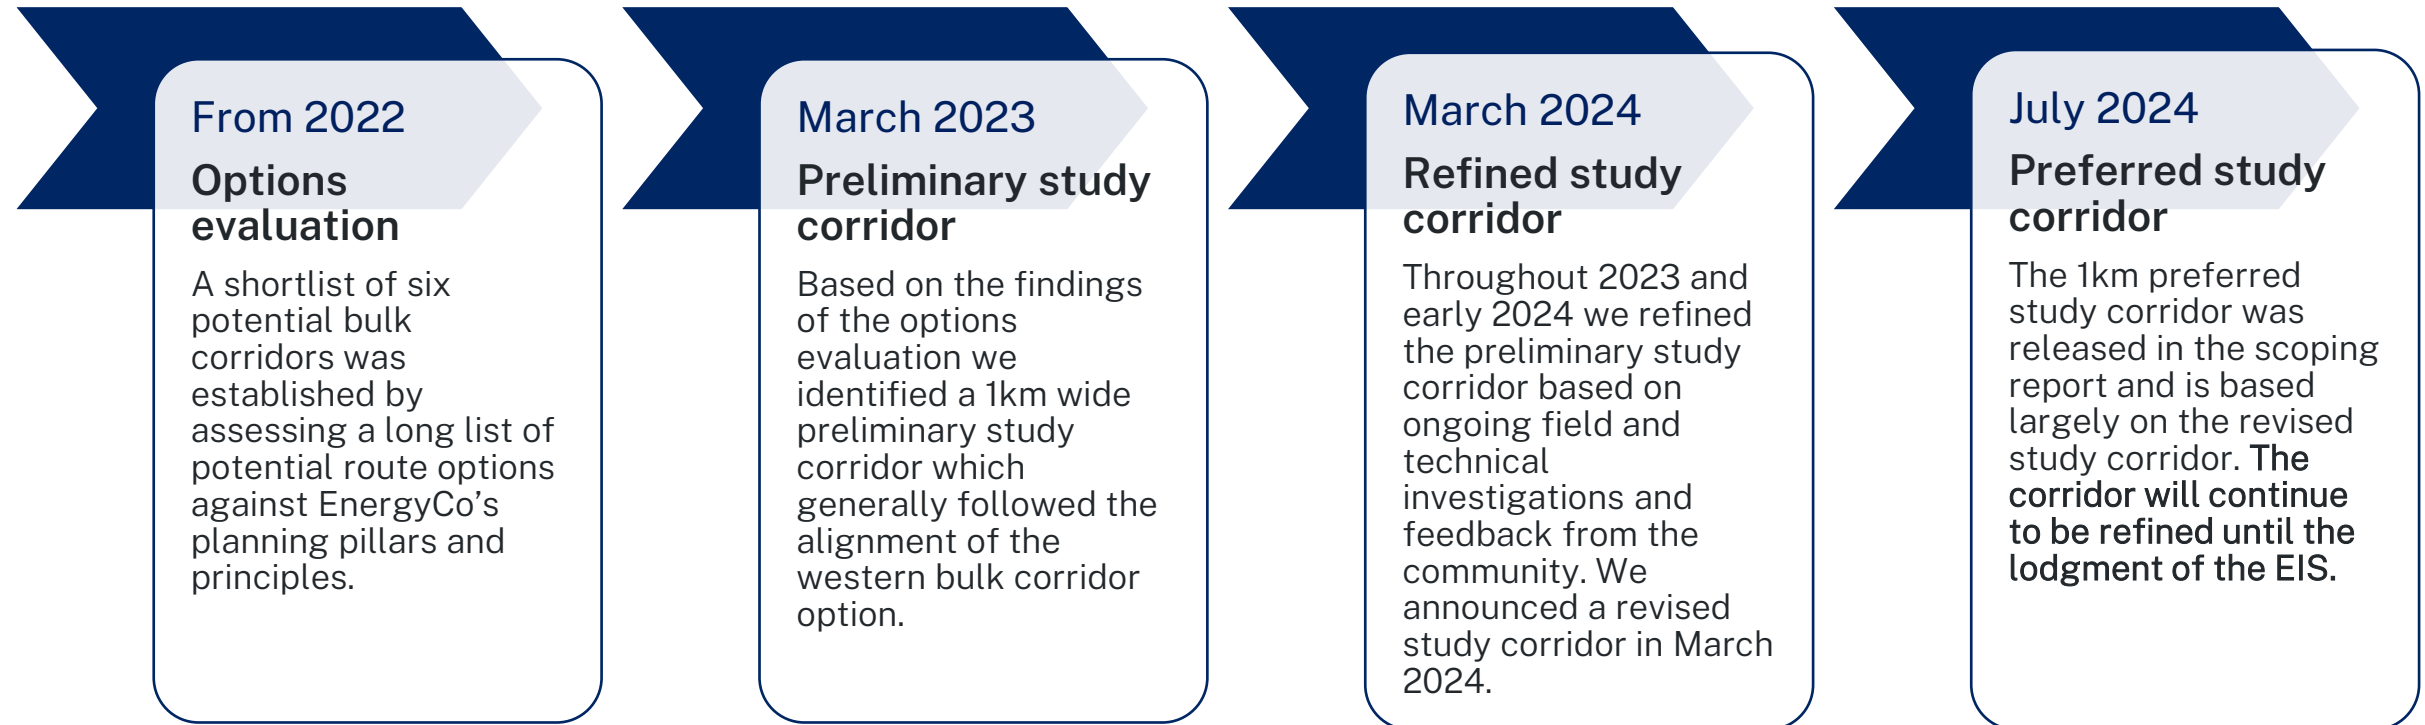 From 2022
Options
evaluation
A shortlist of six
potential bulk
corridors was
established by
assessing a long list of
potential route options
against EnergyCo’s
planning pillars and
principles.
March 2023
Preliminary study
corridor
Based on the findings
of the options
evaluation we
identified a 1km wide
preliminary study
corridor which
generally followed the
alignment of the
western bulk corridor
option.
March 2024
Refined study
corridor
Throughout 2023 and
early 2024 we refined
the preliminary study
corridor based on
ongoing field and
technical
investigations and
feedback from the
community. We
announced a revised
study corridor in March
2024.
July 2024
Preferred study
corridor
The 1km preferred
study corridor was
released in the scoping
report and is based
largely on the revised
study corridor. The
corridor will continue
to be refined until the
lodgment of the EIS.